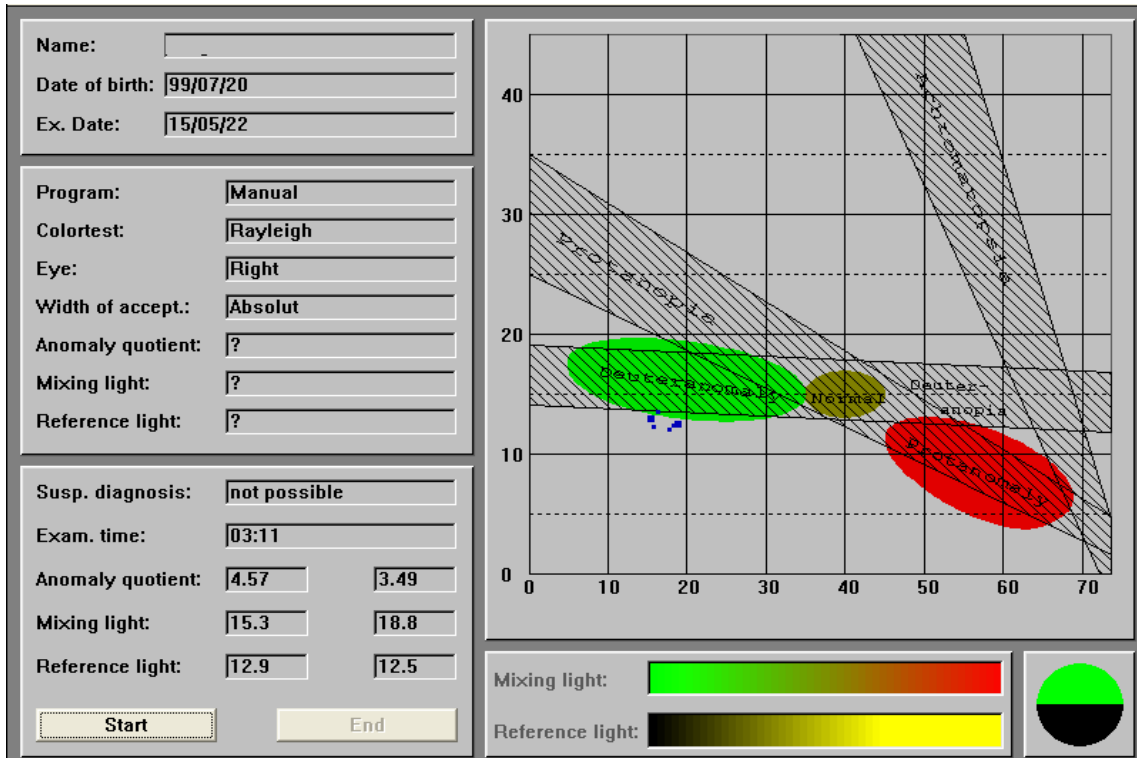 Name:
Date of birth: 99/07/20
Ex. Date: 15/05/22
Program: Manual
Colortest: Rayleigh
Eye: Right
Width of accept.: Absolut
Anomaly quotient: ?
Mixing light: ?
Reference light: ?
Susp. diagnosis: not possible
Exam. time: 03:11
Anomaly quotient: 4.57 3.49
Mixing light: 15.3 18.8
Reference light: 12.9 12.5
Start End
40
30
20
10
0
0 10 20 30 40 50 60 70
Achromatopsie
Protanopia
Deuteranomaly
Normal
Deuter-
anopia
Protanomaly
Mixing light:
Reference light: